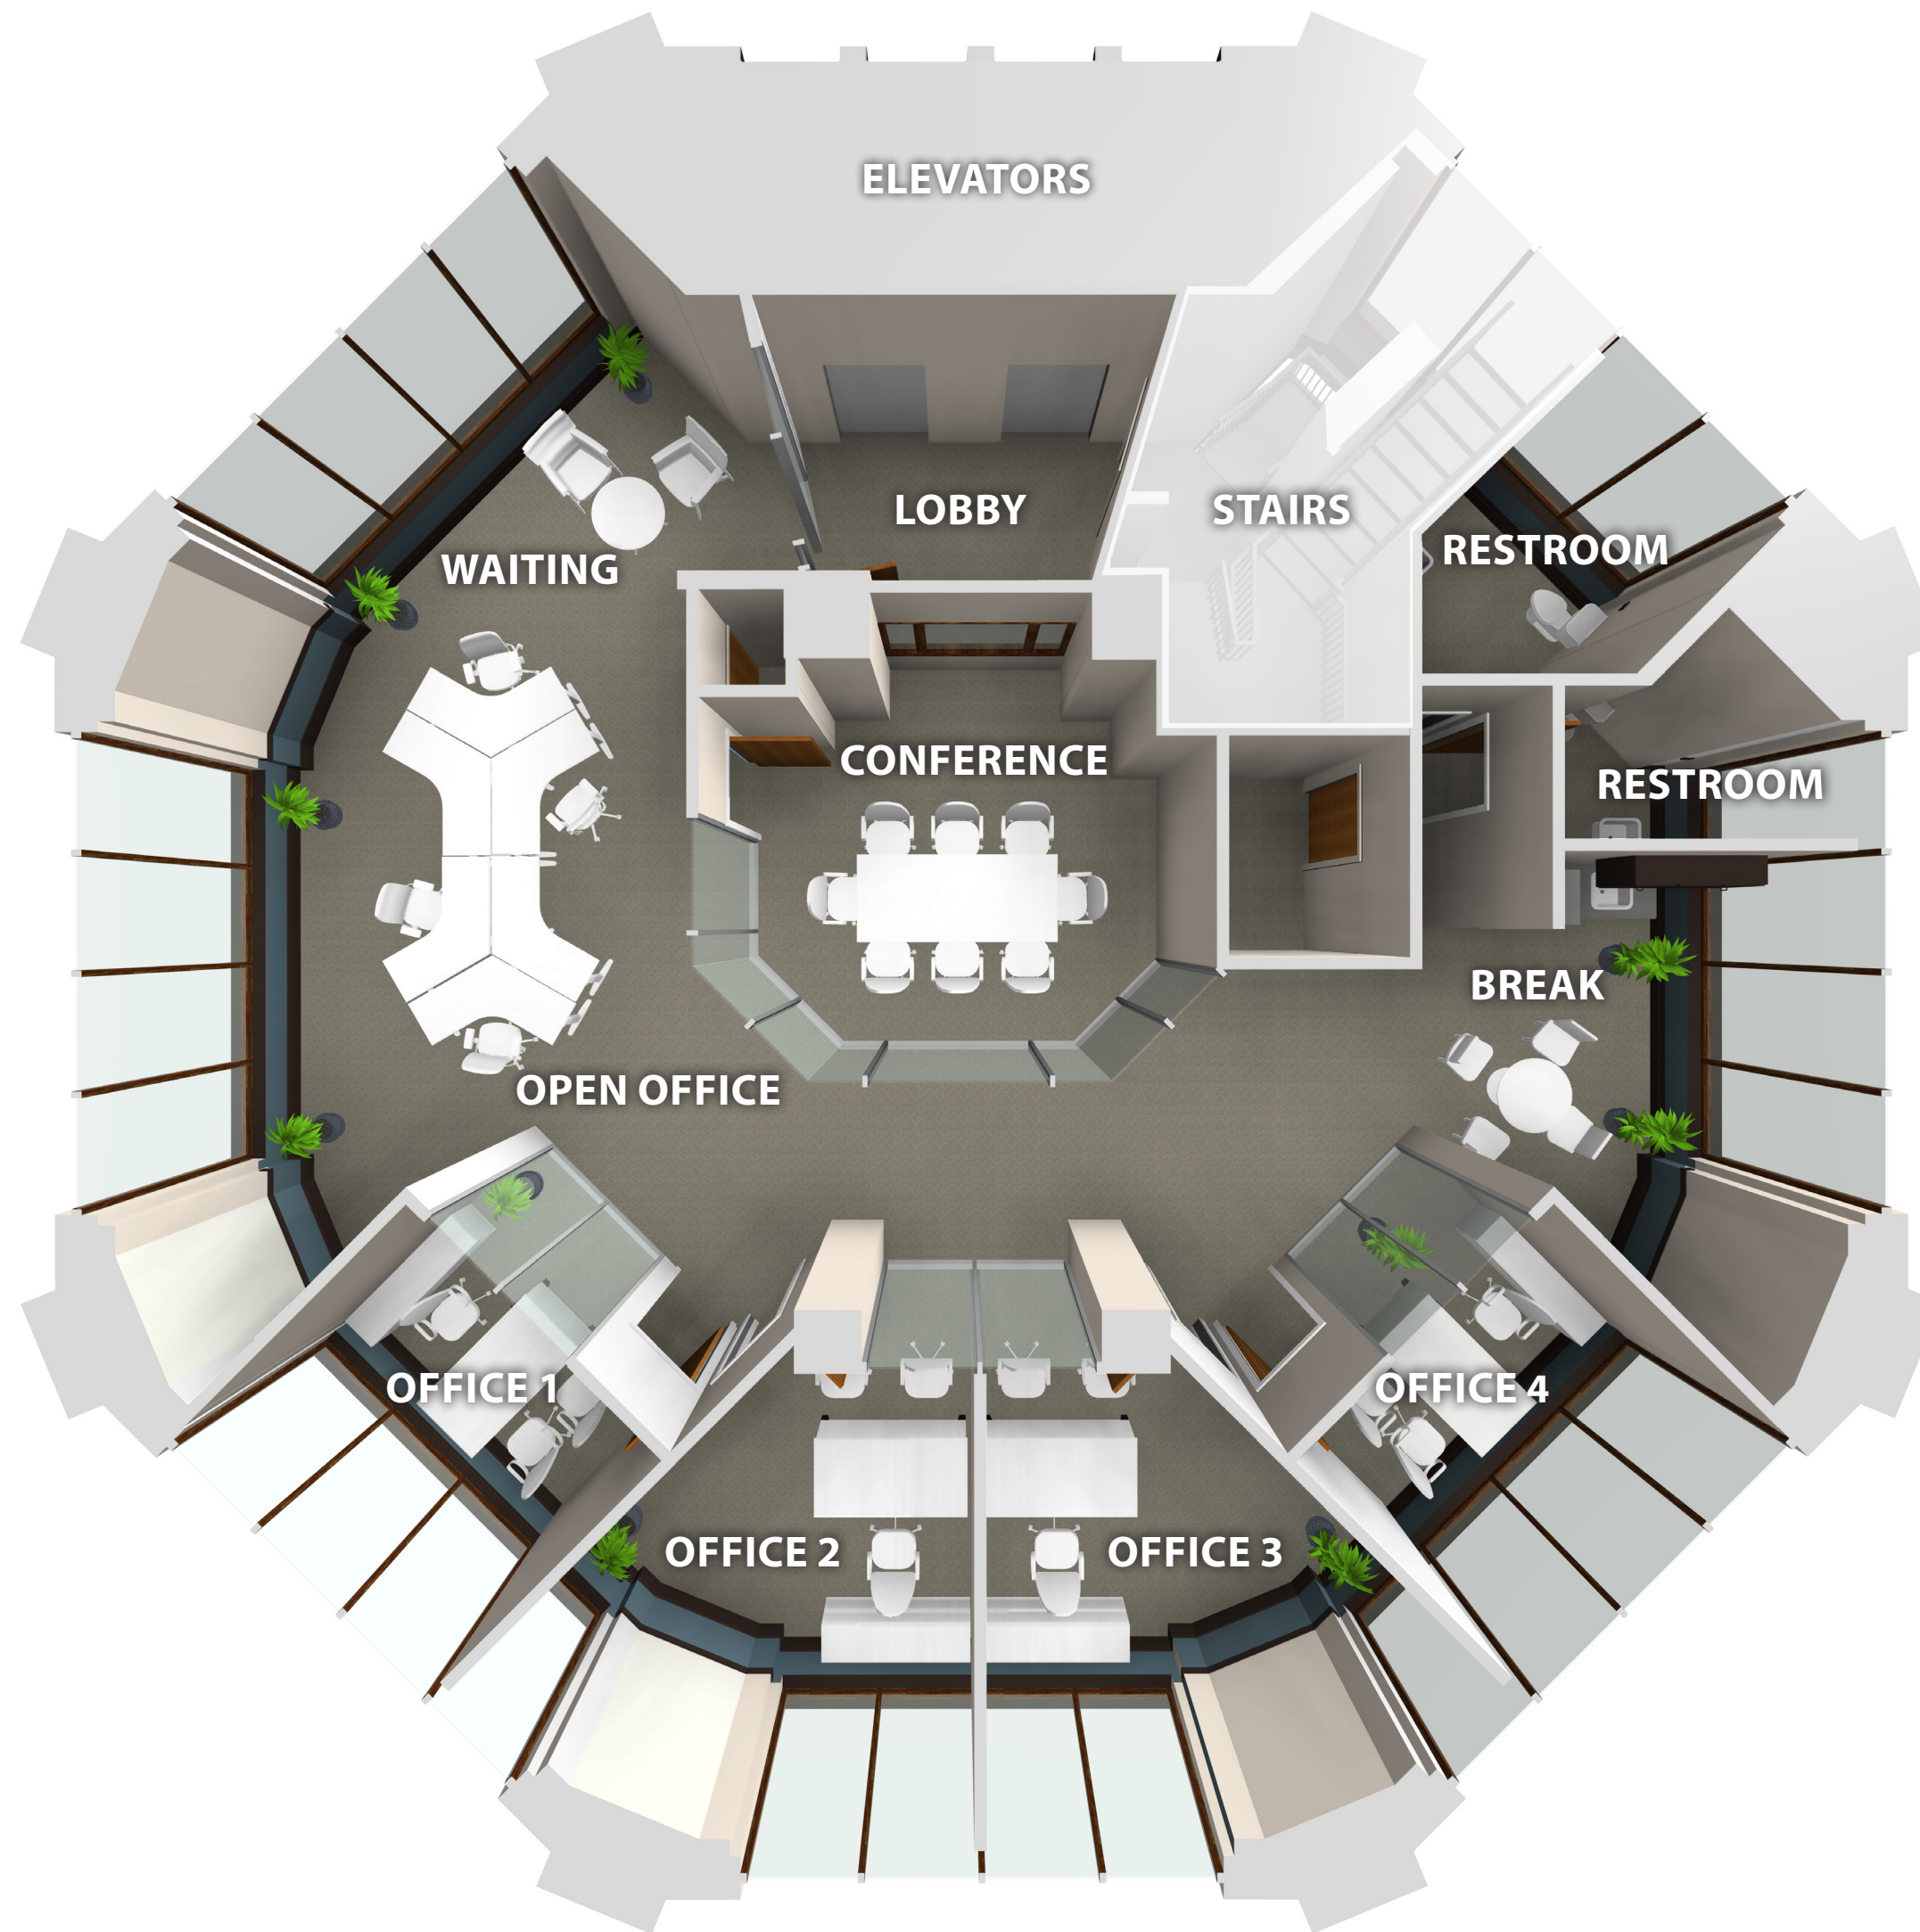 ELEVATORS
LOBBY
STAIRS
RESTROOM
WAITING
CONFERENCE
RESTROOM
BREAK
OPEN OFFICE
OFFICE 1
OFFICE 4
OFFICE 2
OFFICE 3